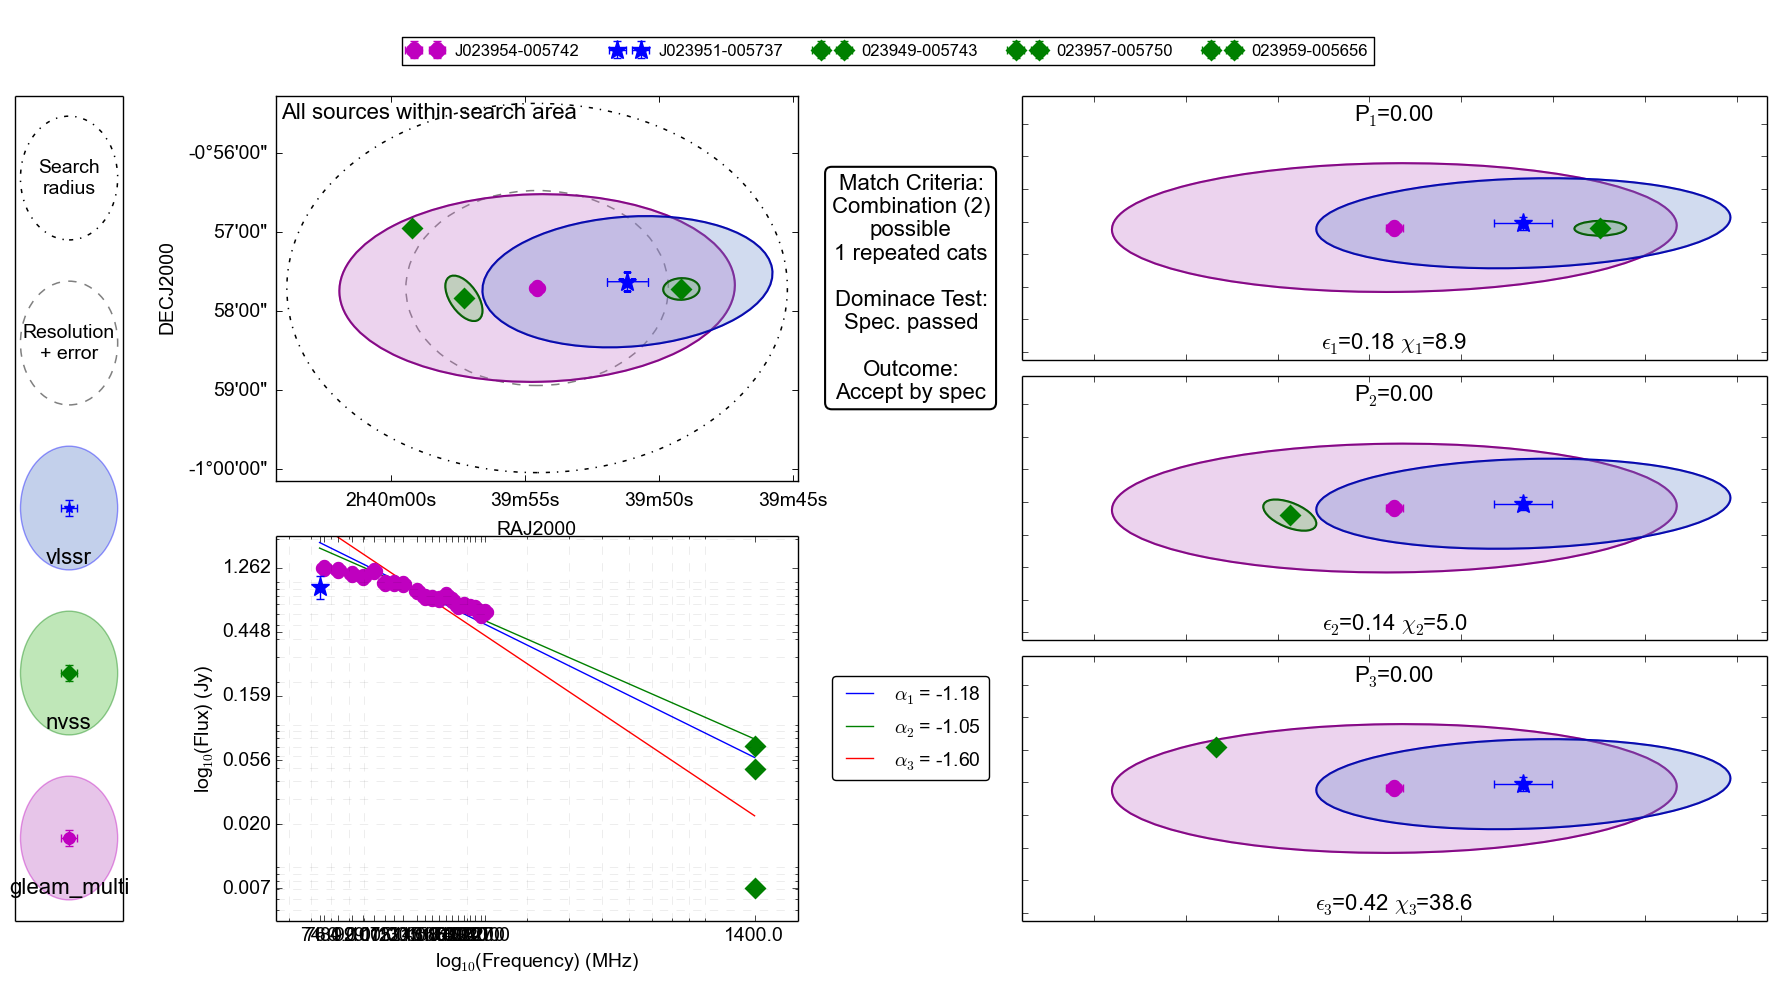 J023954-005742 J023951-005737 023949-005743 023957-005750 023959-005656
Search
radius
Resolution
+ error
vlssr
nvss
gleam_multi
All sources within search area
-0°56'00"
57'00"
58'00"
59'00"
-1°00'00"
DECJ2000
2h40m00s 39m55s 39m50s 39m45s
RAJ2000
Match Criteria:
Combination (2)
possible
1 repeated cats
Dominace Test:
Spec. passed
Outcome:
Accept by spec
1.262
0.448
0.159
0.056
0.020
0.007
log10(Flux) (Jy)
1400.0
log10(Frequency) (MHz)
α1 = -1.18
α2 = -1.05
α3 = -1.60
P1=0.00
ϵ1=0.18 χ1=8.9
P2=0.00
ϵ2=0.14 χ2=5.0
P3=0.00
ϵ3=0.42 χ3=38.6